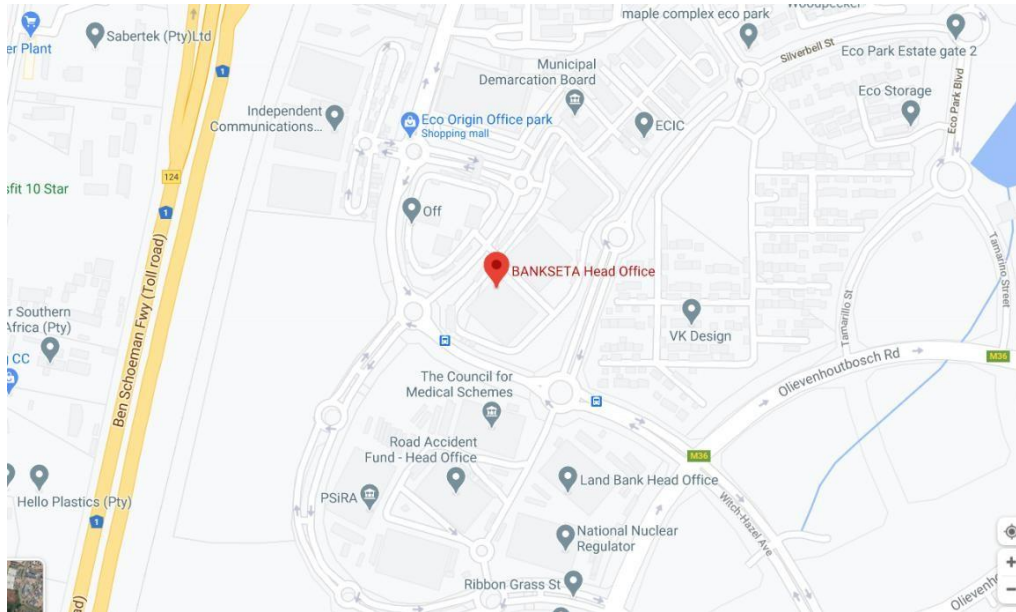 maple complex eco park
Sabertek (Pty)Ltd
er Plant
Silverbell St
Eco Park Estate gate 2
1
Municipal
Demarcation Board
Eco Storage
Independent
Communications...
Eco Origin Office park
Shopping mall
ECIC
Eco Park Blvd
124
sfit 10 Star
1
Off
Ben Schoeman Fwy (Toll road)
BANKSETA Head Office
Tamarino Street
Tamarillo St
r Southern
Africa (Pty)
VK Design
CC
Olievenhoutbosch Rd
M36
The Council for
Medical Schemes
Road Accident
Fund - Head Office
M36
Land Bank Head Office
PSiRA
Hello Plastics (Pty)
1
Witch-Hazel Ave
National Nuclear
Regulator
Ribbon Grass St
Olieven
+
−